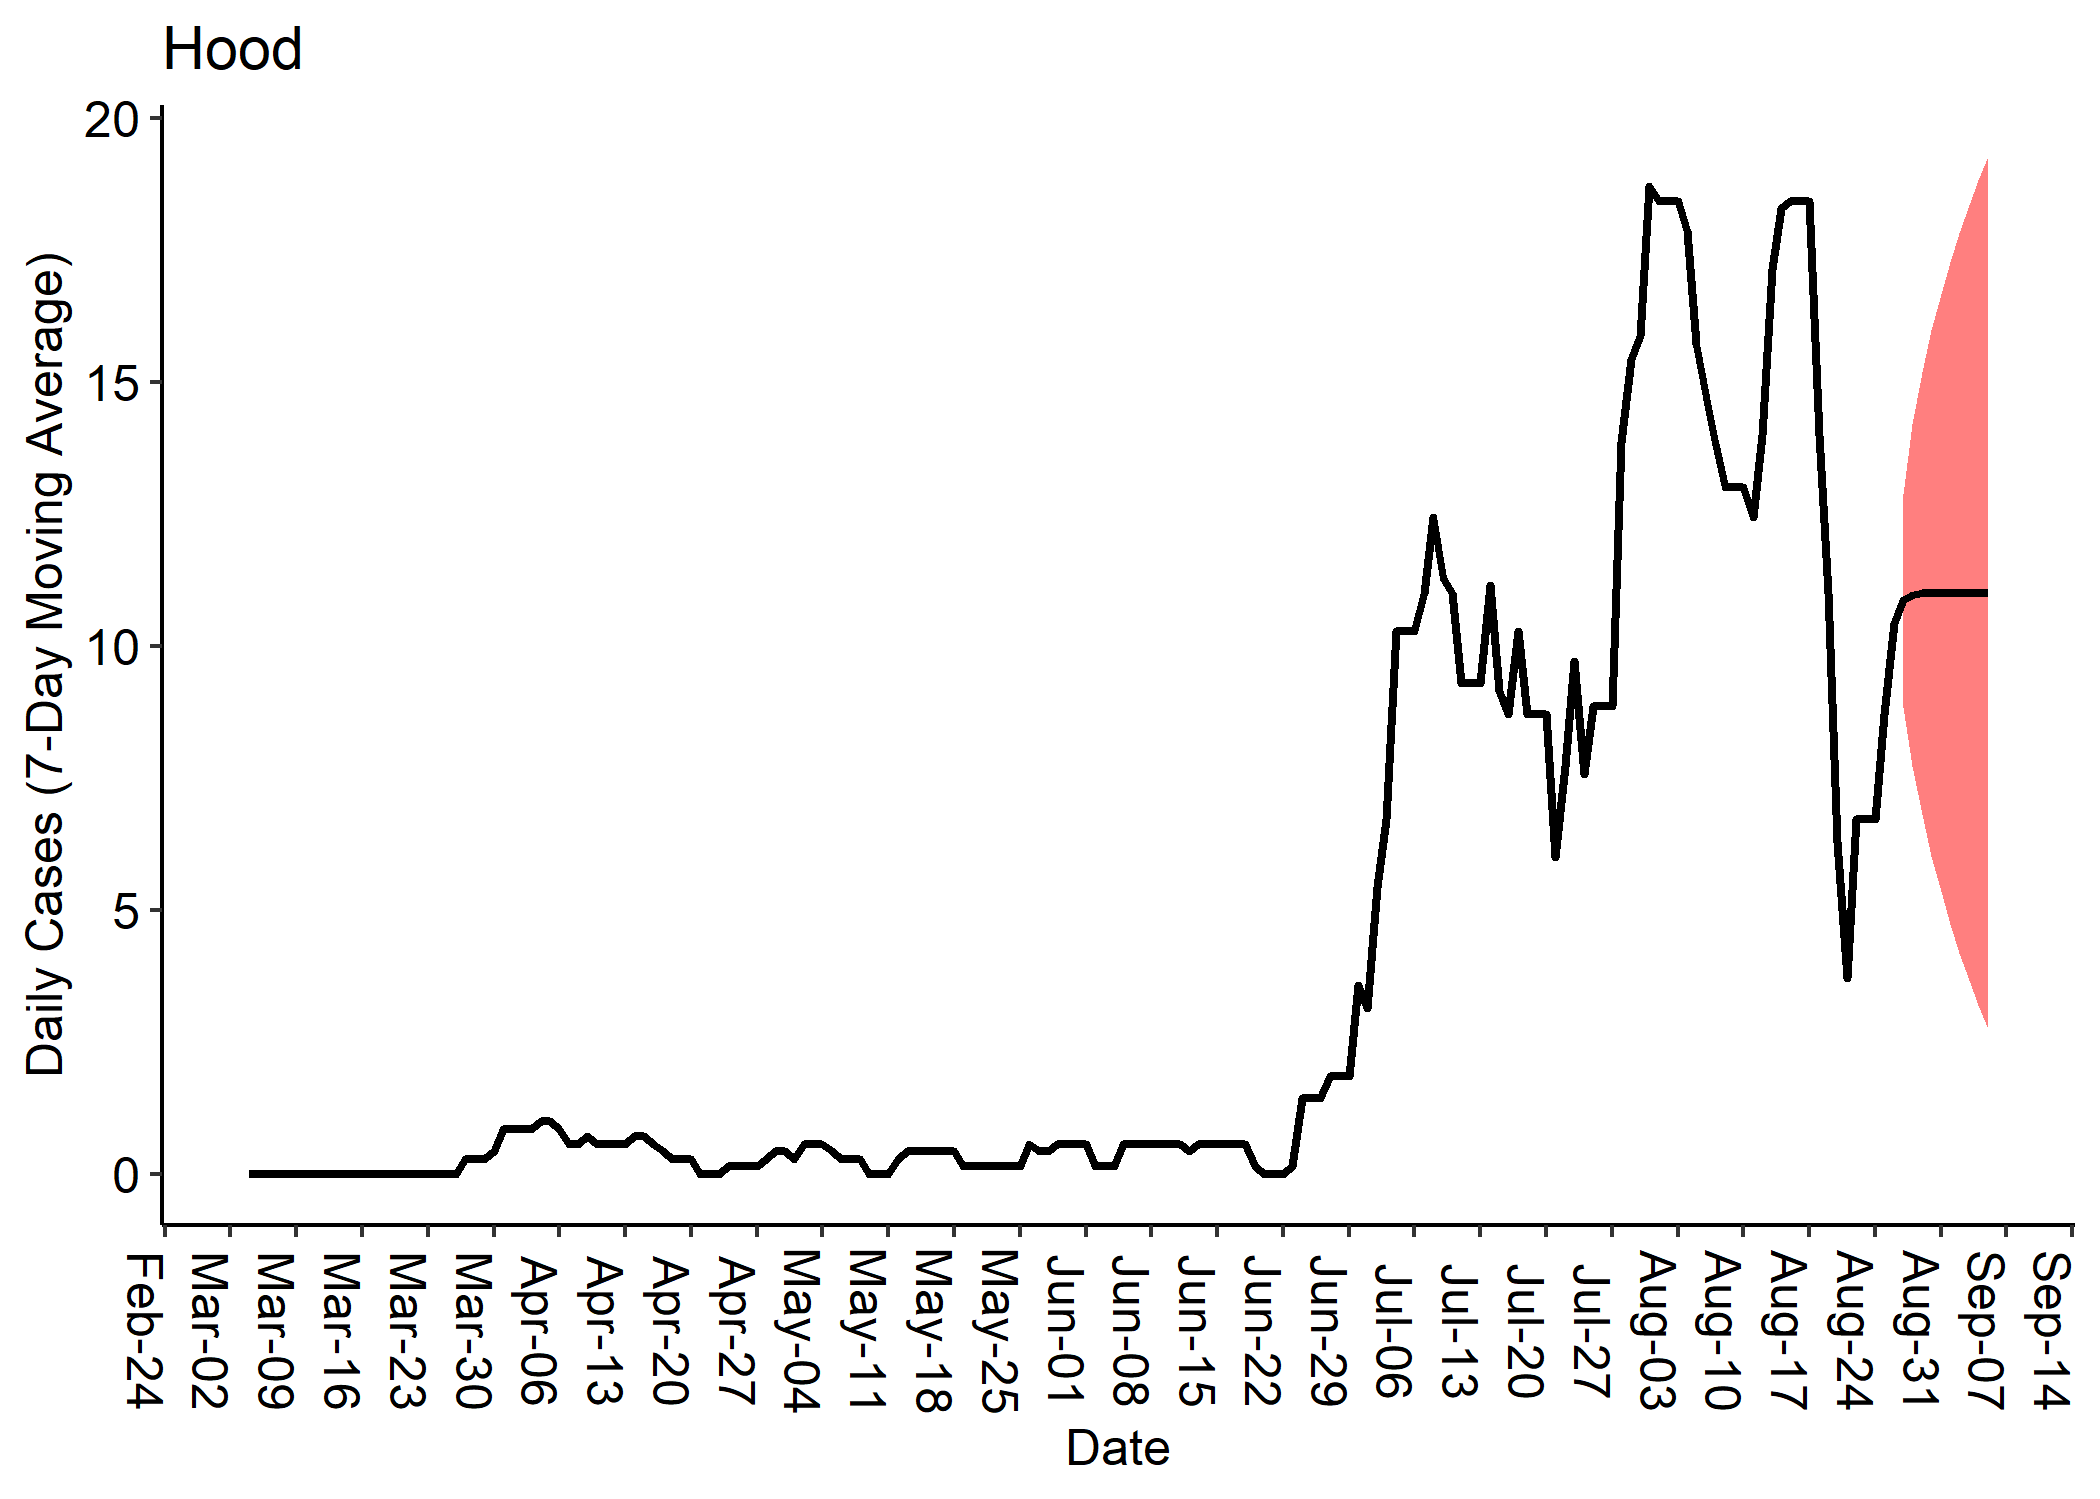 Hood
20
15
10
5
0
Daily Cases (7-Day Moving Average)
Feb-24
Mar-02
Mar-09
Mar-16
Mar-23
Mar-30
Apr-06
Apr-13
Apr-20
Apr-27
May-04
May-11
May-18
May-25
Jun-01
Jun-08
Jun-15
Jun-22
Jun-29
Jul-06
Jul-13
Jul-20
Jul-27
Aug-03
Aug-10
Aug-17
Aug-24
Aug-31
Sep-07
Sep-14
Date